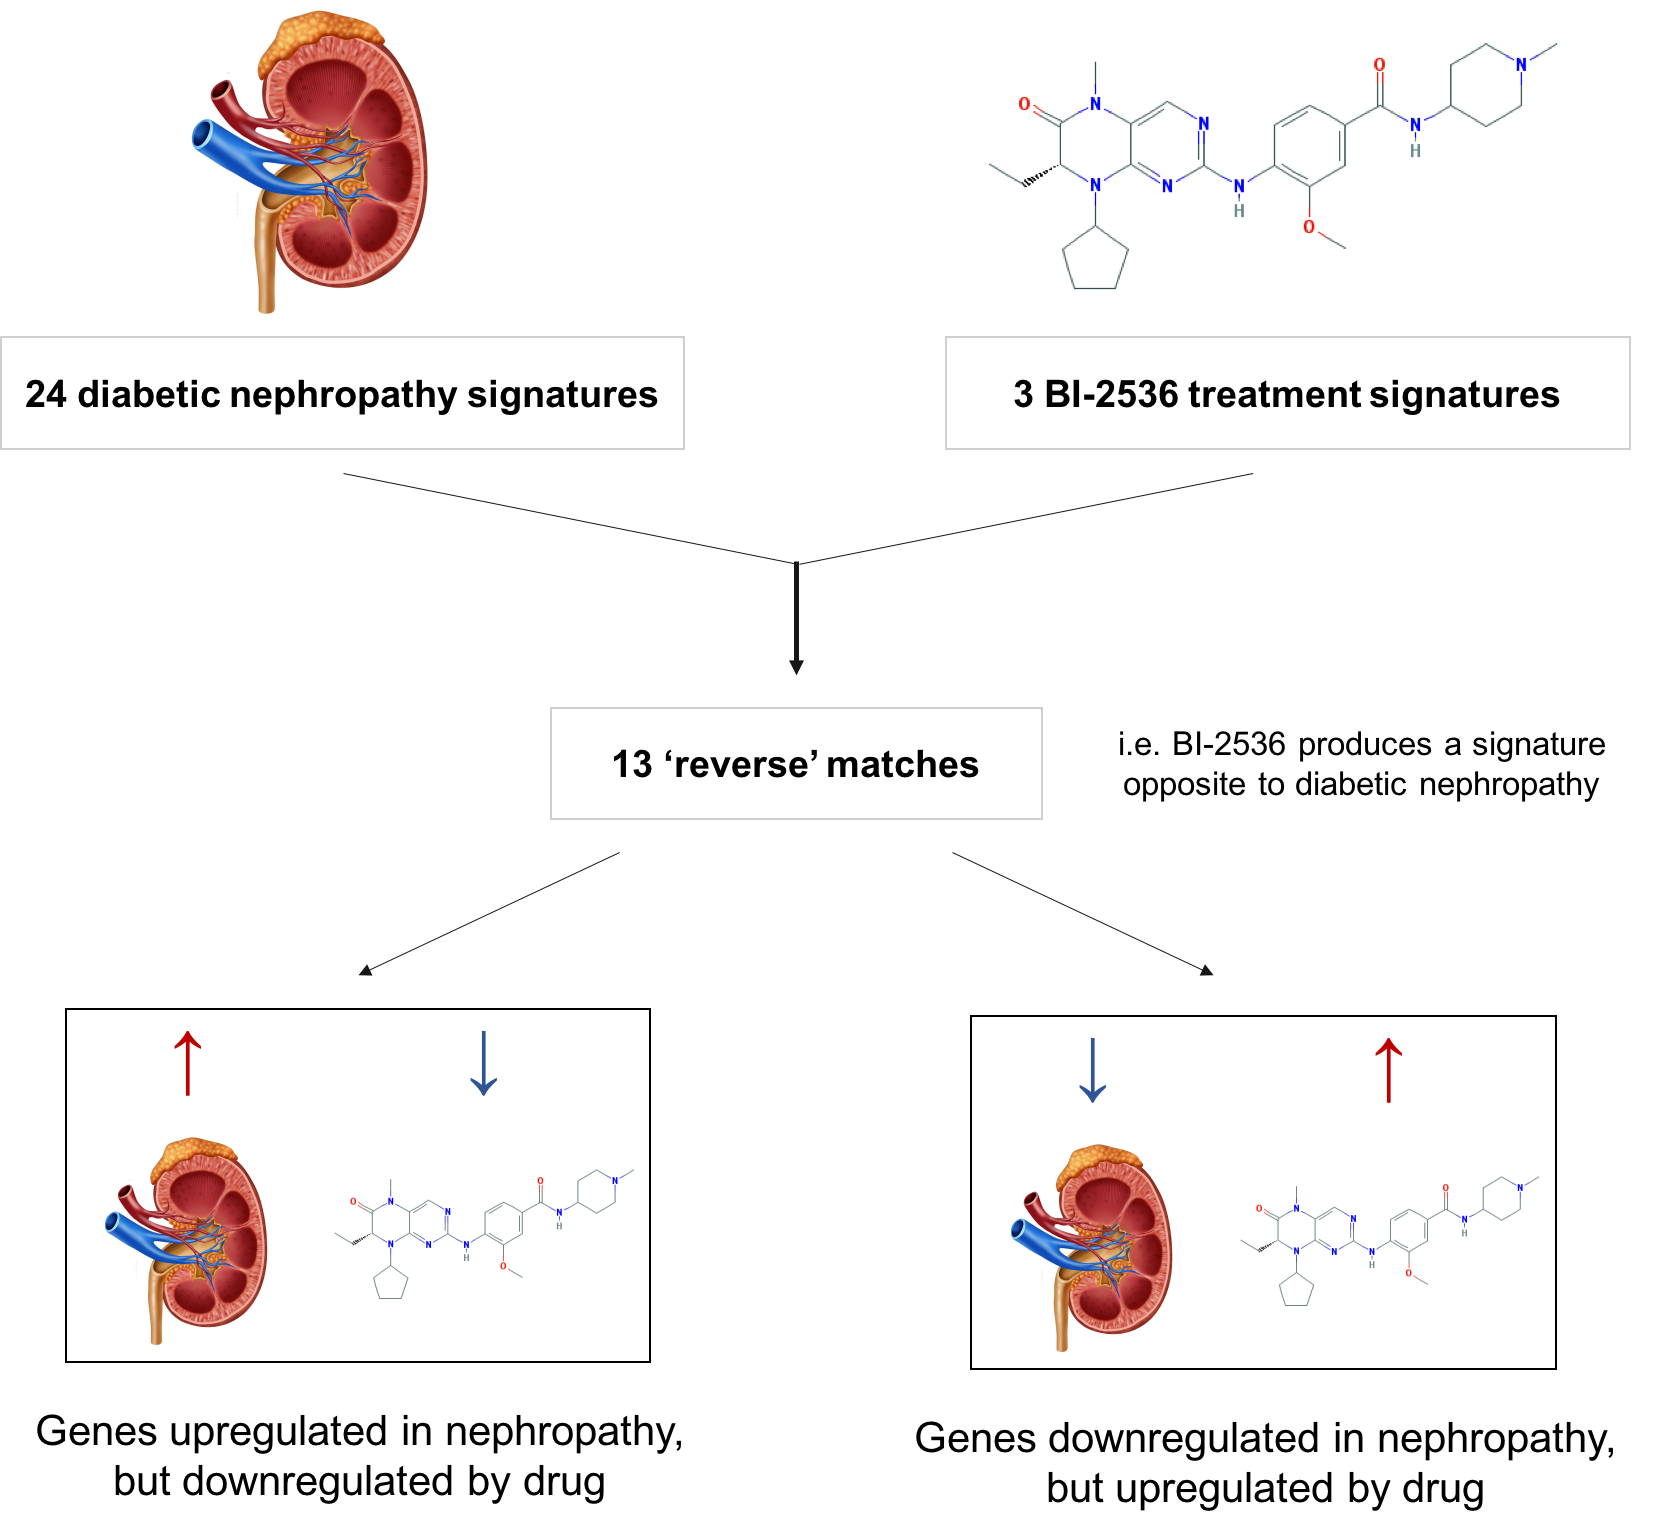 O
N
N
N
N
N
H
O
O
N
H
N
24 diabetic nephropathy signatures
3 BI-2536 treatment signatures
13 ‘reverse’ matches
i.e. BI-2536 produces a signature
opposite to diabetic nephropathy
O
N
N
N
N
N
H
O
O
N
H
N
O
N
N
N
N
N
H
O
O
N
H
N
Genes upregulated in nephropathy,
but downregulated by drug
Genes downregulated in nephropathy,
but upregulated by drug